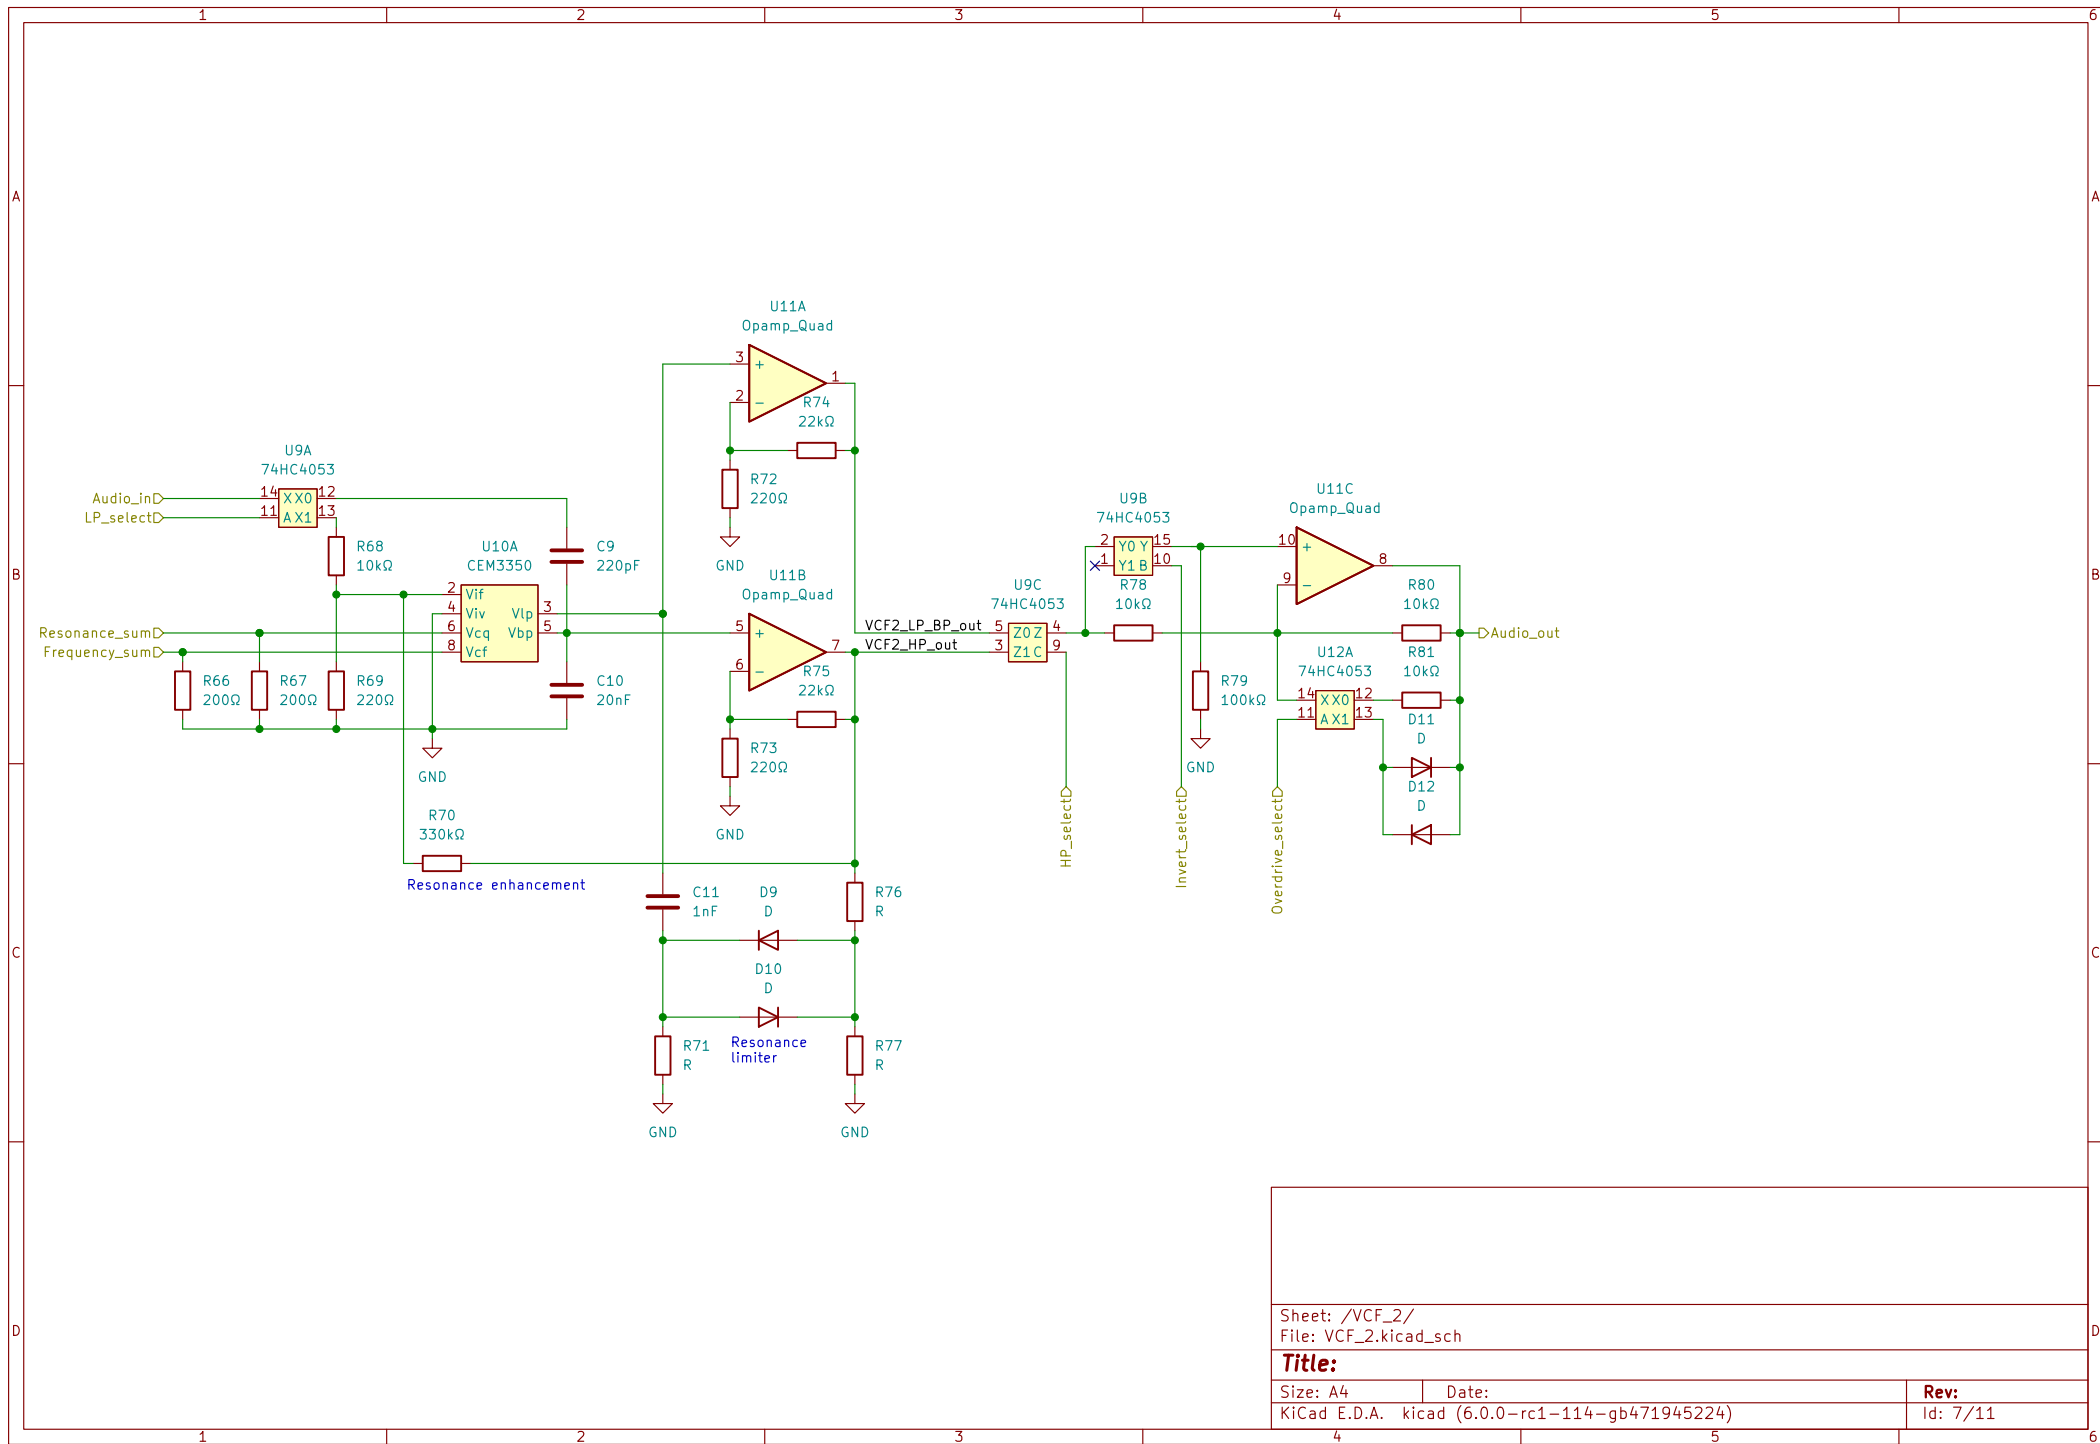 1 2 3 4 5 6
A A
B B
C C
D D
U11A
Opamp_Quad
3 +
1
2 −
R74
22kΩ
U9A
74HC4053
Audio_in 14 X X0 12
LP_select 11 A X1 13
R72
220Ω
GND
R68
10kΩ
U10A
CEM3350
C9
220pF
2 Vif
4 Viv Vlp 3
6 Vcq Vbp 5
8 Vcf
Resonance_sum
Frequency_sum
R66
200Ω
R67
200Ω
R69
220Ω
C10
20nF
GND
U11B
Opamp_Quad
5 +
7
6 −
R75
22kΩ
R73
220Ω
GND
VCF2_LP_BP_out
VCF2_HP_out
U9C
74HC4053
5 Z0 Z 4
3 Z1 C 9
U9B
74HC4053
2 Y0 Y 15
1 Y1 B 10
R78
10kΩ
R79
100kΩ
GND
U11C
Opamp_Quad
10 +
8
9 −
R80
10kΩ
Audio_out
R81
10kΩ
U12A
74HC4053
14 X X0 12
11 A X1 13
D11
D
D12
D
HP_select
Invert_select
Overdrive_select
R70
330kΩ
Resonance enhancement
C11
1nF
D9
D
R76
R
D10
D
Resonance
limiter
R71
R
R77
R
GND
GND
Sheet: /VCF_2/
File: VCF_2.kicad_sch
Title:
Size: A4 Date: Rev:
KiCad E.D.A. kicad (6.0.0-rc1-114-gb471945224) Id: 7/11
1 2 3 4 5 6